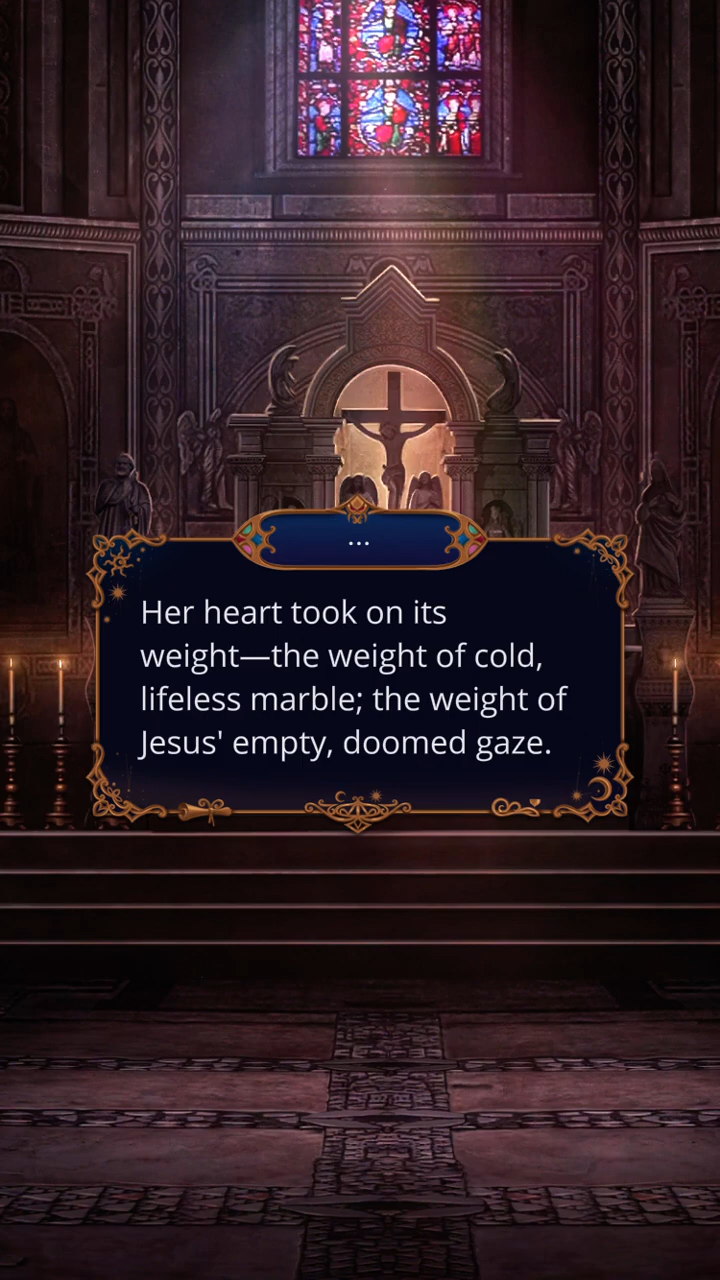 ...
Her heart took on its
weight—the weight of cold,
lifeless marble; the weight of
Jesus' empty, doomed gaze.